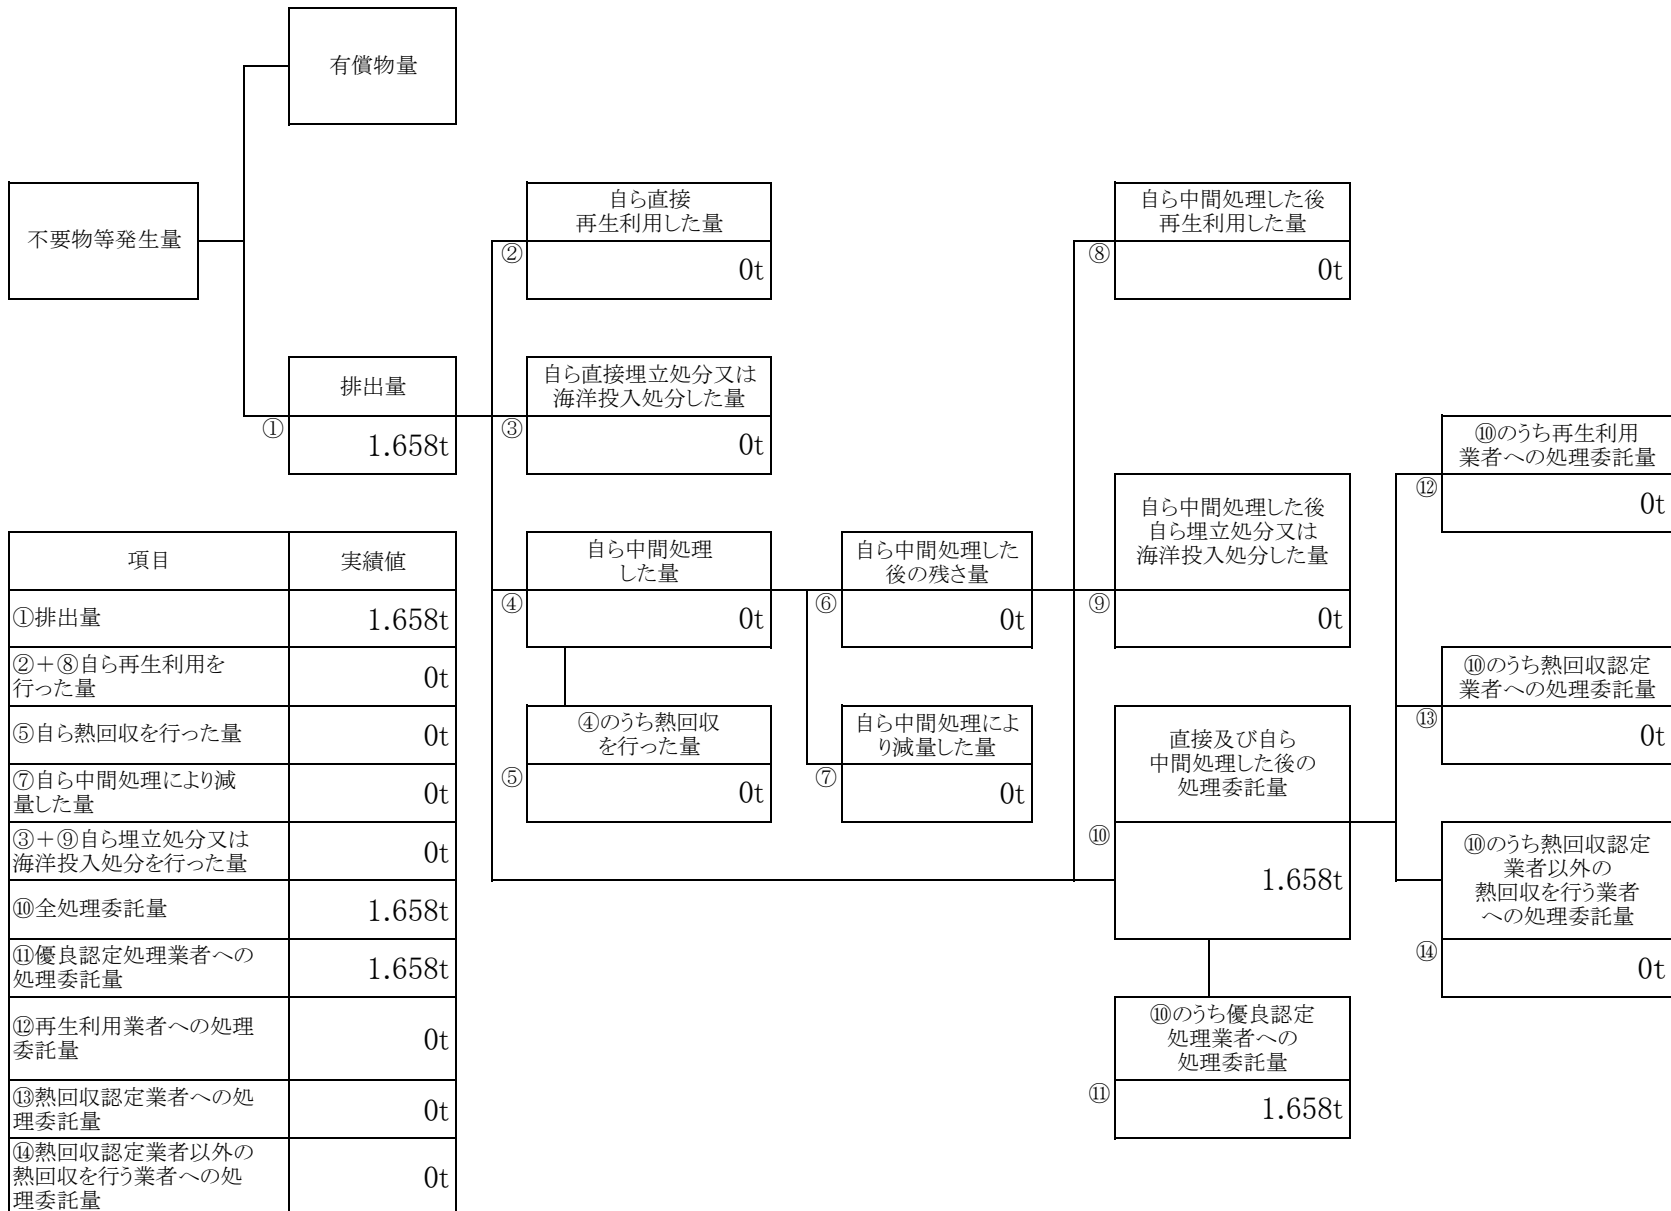 有償物量
不要物等発生量
自ら直接
再生利用した量
②
0t
自ら中間処理した後
再生利用した量
⑧
0t
排出量
①
1.658t
自ら直接埋立処分又は
海洋投入処分した量
③
0t
⑩のうち再生利用
業者への処理委託量
⑫
0t
自ら中間処理した後
自ら埋立処分又は
海洋投入処分した量
⑨
0t
自ら中間処理
した量
④
0t
自ら中間処理した
後の残さ量
⑥
0t
⑩のうち熱回収認定
業者への処理委託量
⑬
0t
④のうち熱回収
を行った量
⑤
0t
自ら中間処理によ
り減量した量
⑦
0t
直接及び自ら
中間処理した後の
処理委託量
⑩
1.658t
⑩のうち熱回収認定
業者以外の
熱回収を行う業者
への処理委託量
⑭
0t
⑩のうち優良認定
処理業者への
処理委託量
⑪
1.658t
項目
実績値
①排出量
1.658t
②+⑧自ら再生利用を
行った量
0t
⑤自ら熱回収を行った量
0t
⑦自ら中間処理により減
量した量
0t
③+⑨自ら埋立処分又は
海洋投入処分を行った量
0t
⑩全処理委託量
1.658t
⑪優良認定処理業者への
処理委託量
1.658t
⑫再生利用業者への処理
委託量
0t
⑬熱回収認定業者への処
理委託量
0t
⑭熱回収認定業者以外の
熱回収を行う業者への処
理委託量
0t